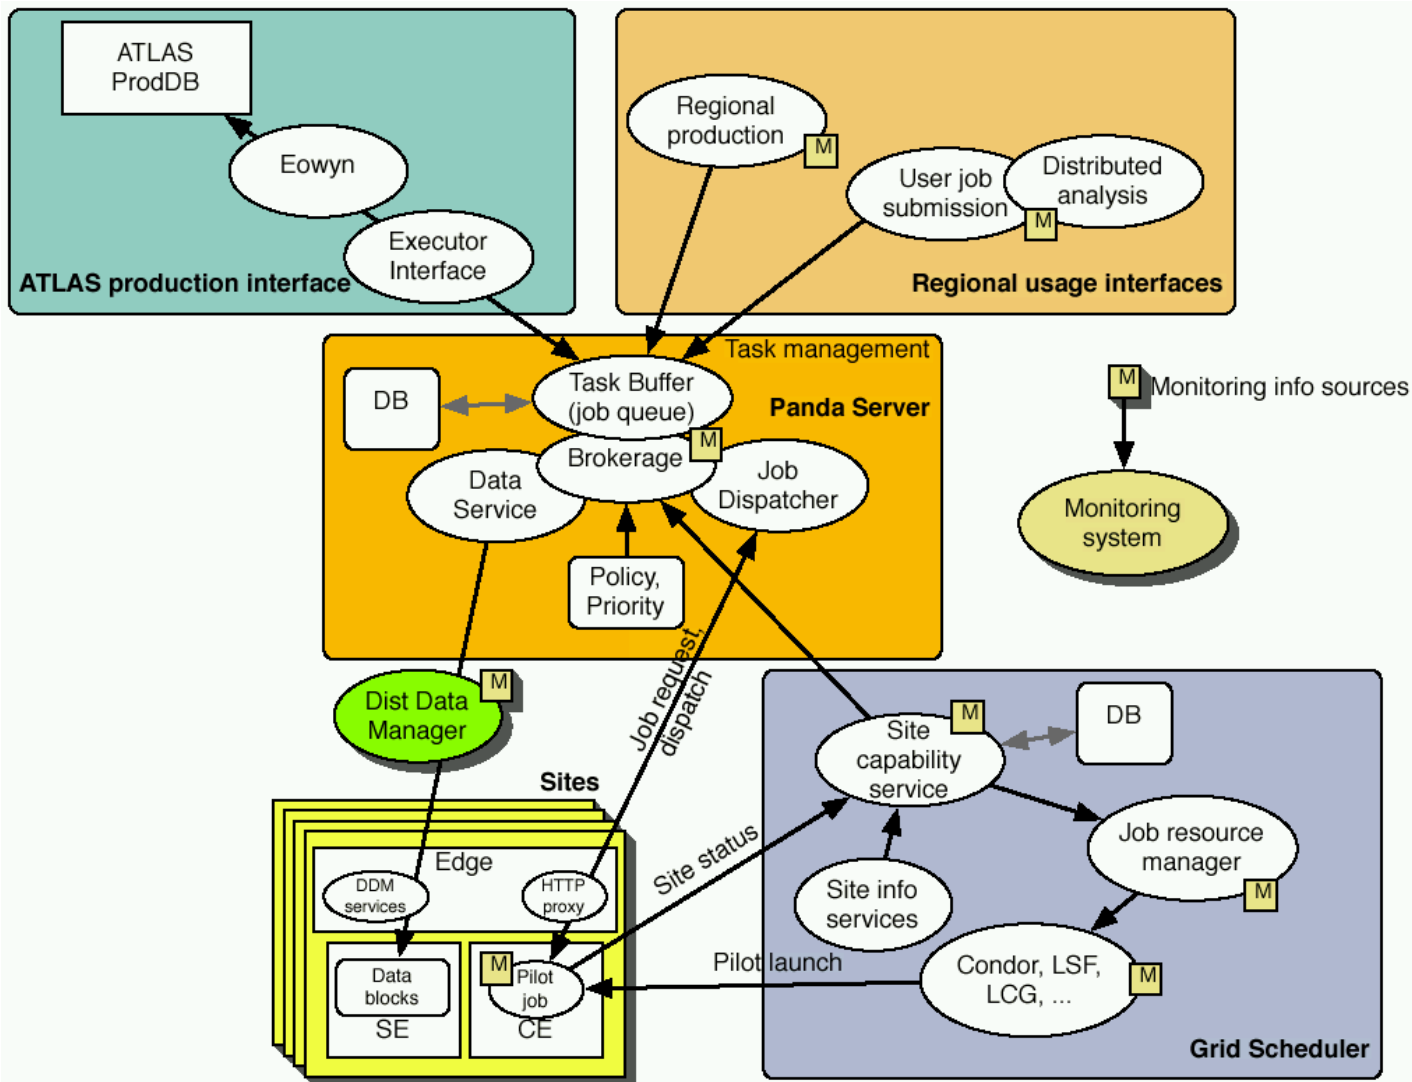 ATLAS
ProdDB
Eowyn
Executor
Interface
ATLAS production interface
Regional
production
M
User job
submission
M
Distributed
analysis
Regional usage interfaces
Task management
Panda Server
DB
Task Buffer
(job queue)
Brokerage
M
Data
Service
Job
Dispatcher
Policy,
Priority
M
Monitoring info sources
Monitoring
system
Dist Data
Manager
M
Job request,
dispatch
Sites
Edge
DDM
services
HTTP
proxy
Data
blocks
SE
M
Pilot
job
CE
Site status
Pilot launch
Site
capability
service
M
DB
Job resource
manager
M
Site info
services
Condor, LSF,
LCG, ...
M
Grid Scheduler